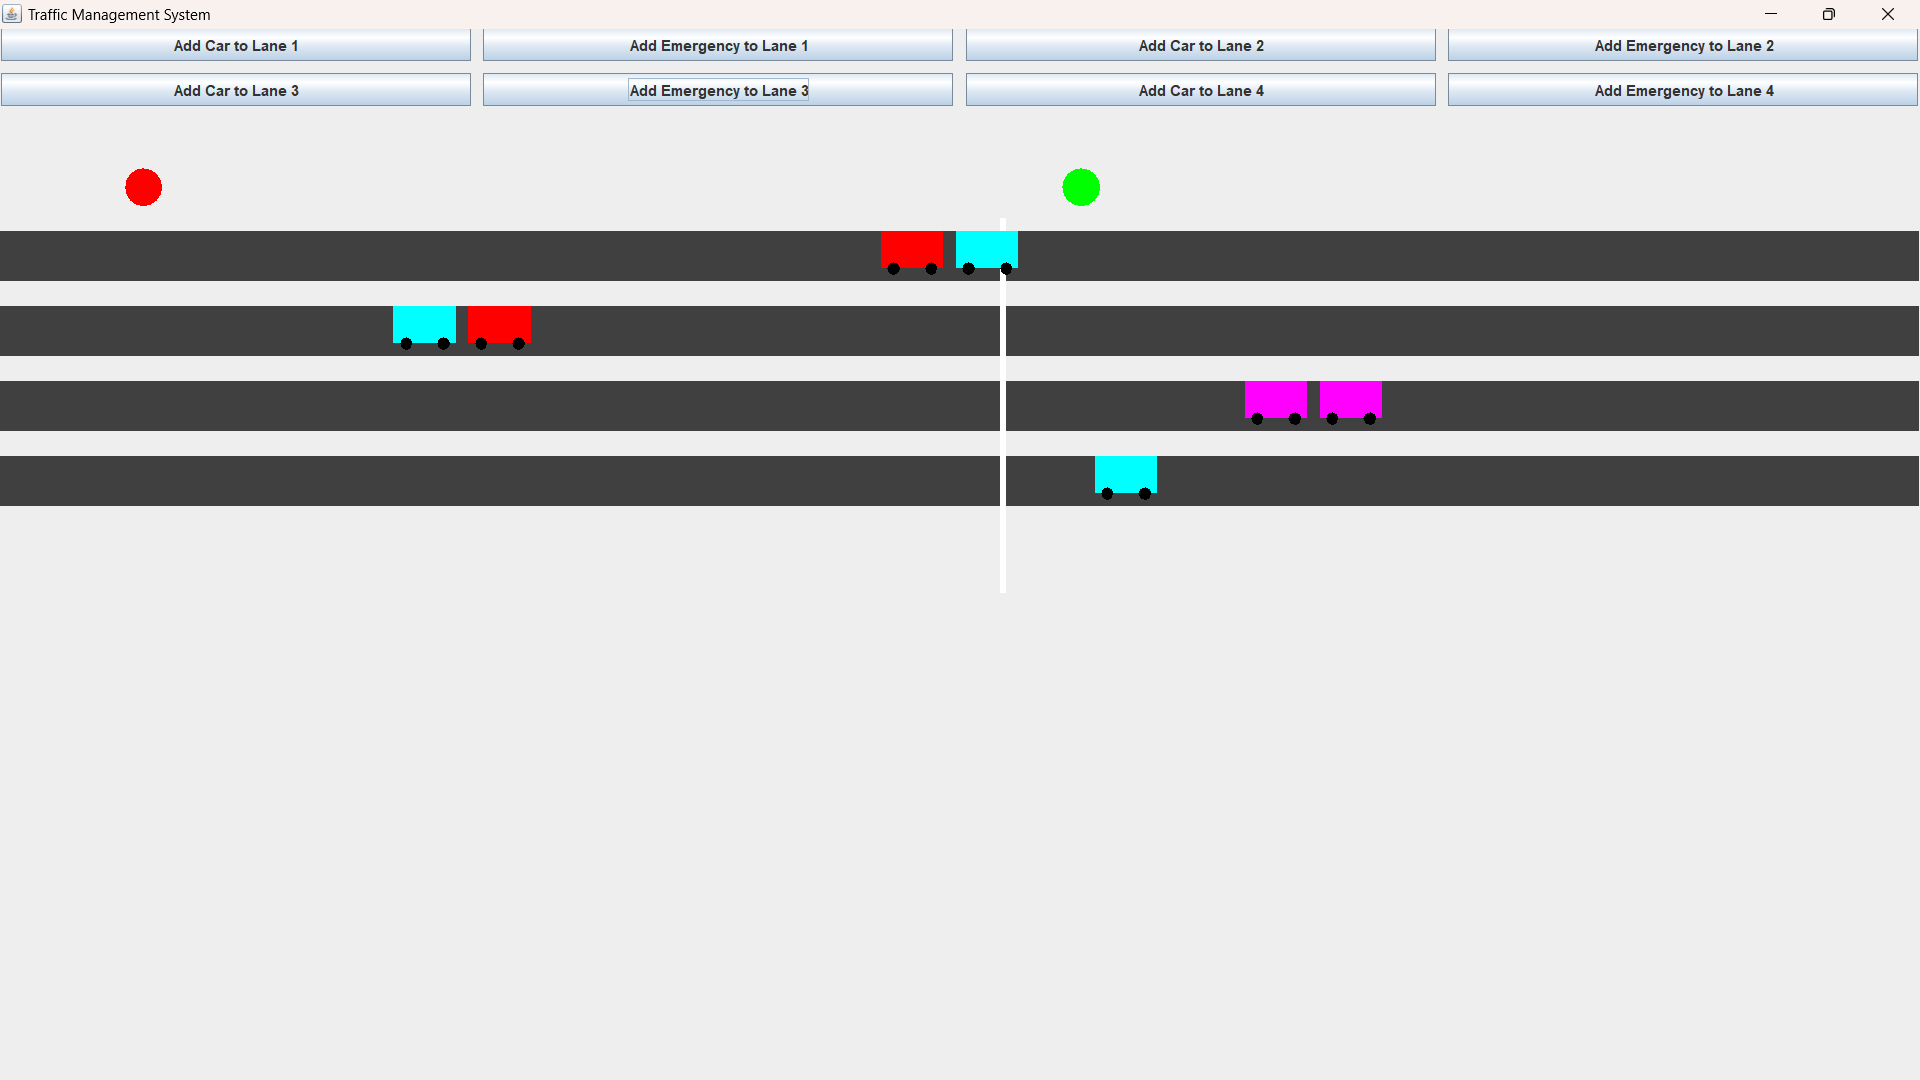 Traffic Management System
Add Car to Lane 1
Add Emergency to Lane 1
Add Car to Lane 2
Add Emergency to Lane 2
Add Car to Lane 3
Add Emergency to Lane 3
Add Car to Lane 4
Add Emergency to Lane 4